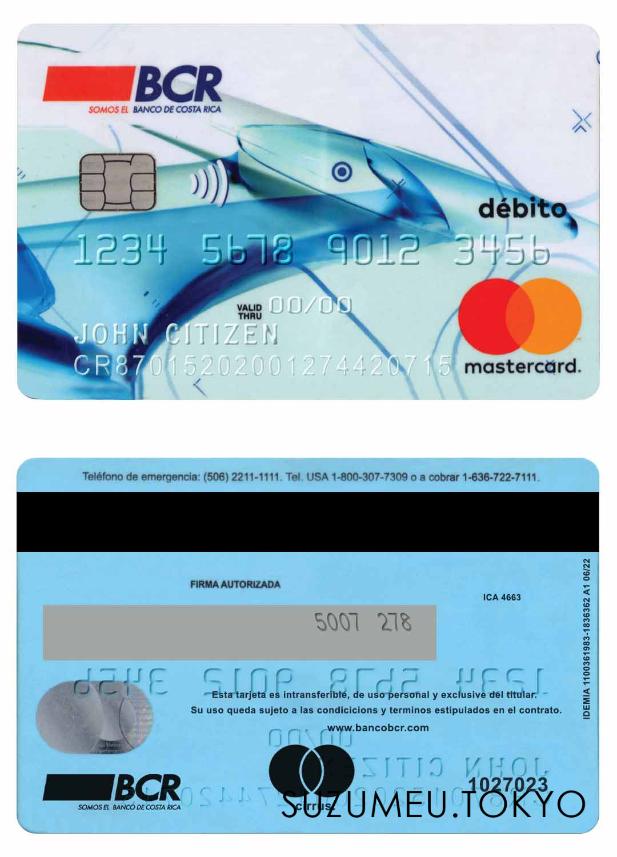 BCR
SOMOS EL BANCO DE COSTA RICA
débito
1234 5678 9012 3456
VALID THRU 00/00
JOHN CITIZEN
CR87015202001274420715
mastercard.
Teléfono de emergencia: (506) 2211-1111. Tel. USA 1-800-307-7309 o a cobrar 1-636-722-7111.
FIRMA AUTORIZADA
ICA 4663
5007 278
IDEMIA 1100361983-1836362 A1 06/22
Esta tarjeta es intransferible, de uso personal y exclusive del titular.
Su uso queda sujeto a las condicicions y terminos estipulados en el contrato.
www.bancobcr.com
BCR
SOMOS EL BANCO DE COSTA RICA
cirrus.
1027023
SUZUMEU.TOKYO